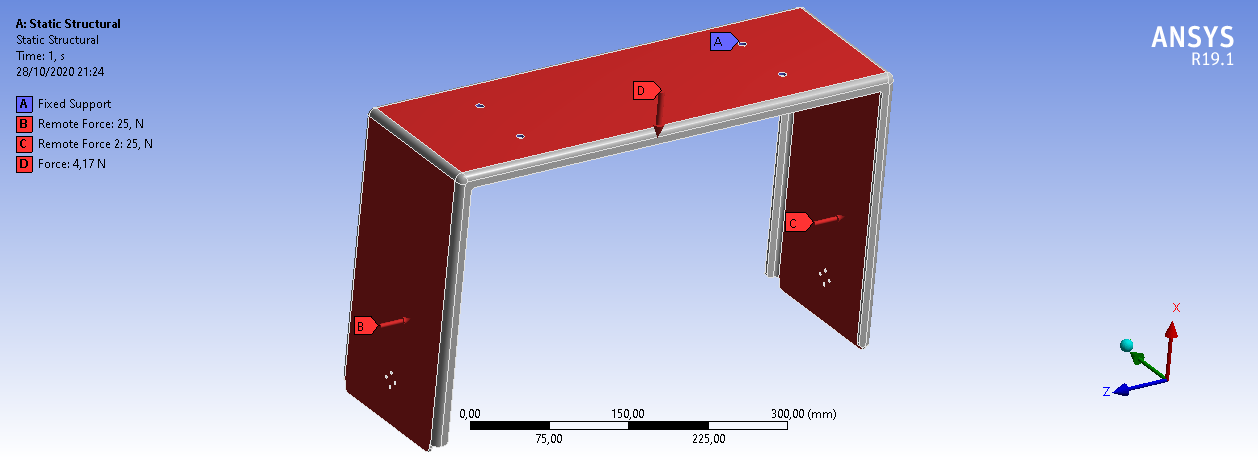 A: Static Structural
Static Structural
Time: 1, s
28/10/2020 21:24
A Fixed Support
B Remote Force: 25, N
C Remote Force 2: 25, N
D Force: 4,17 N
ANSYS
R19.1
A
D
C
B
0,00 150,00 300,00 (mm)
75,00 225,00
X
Z